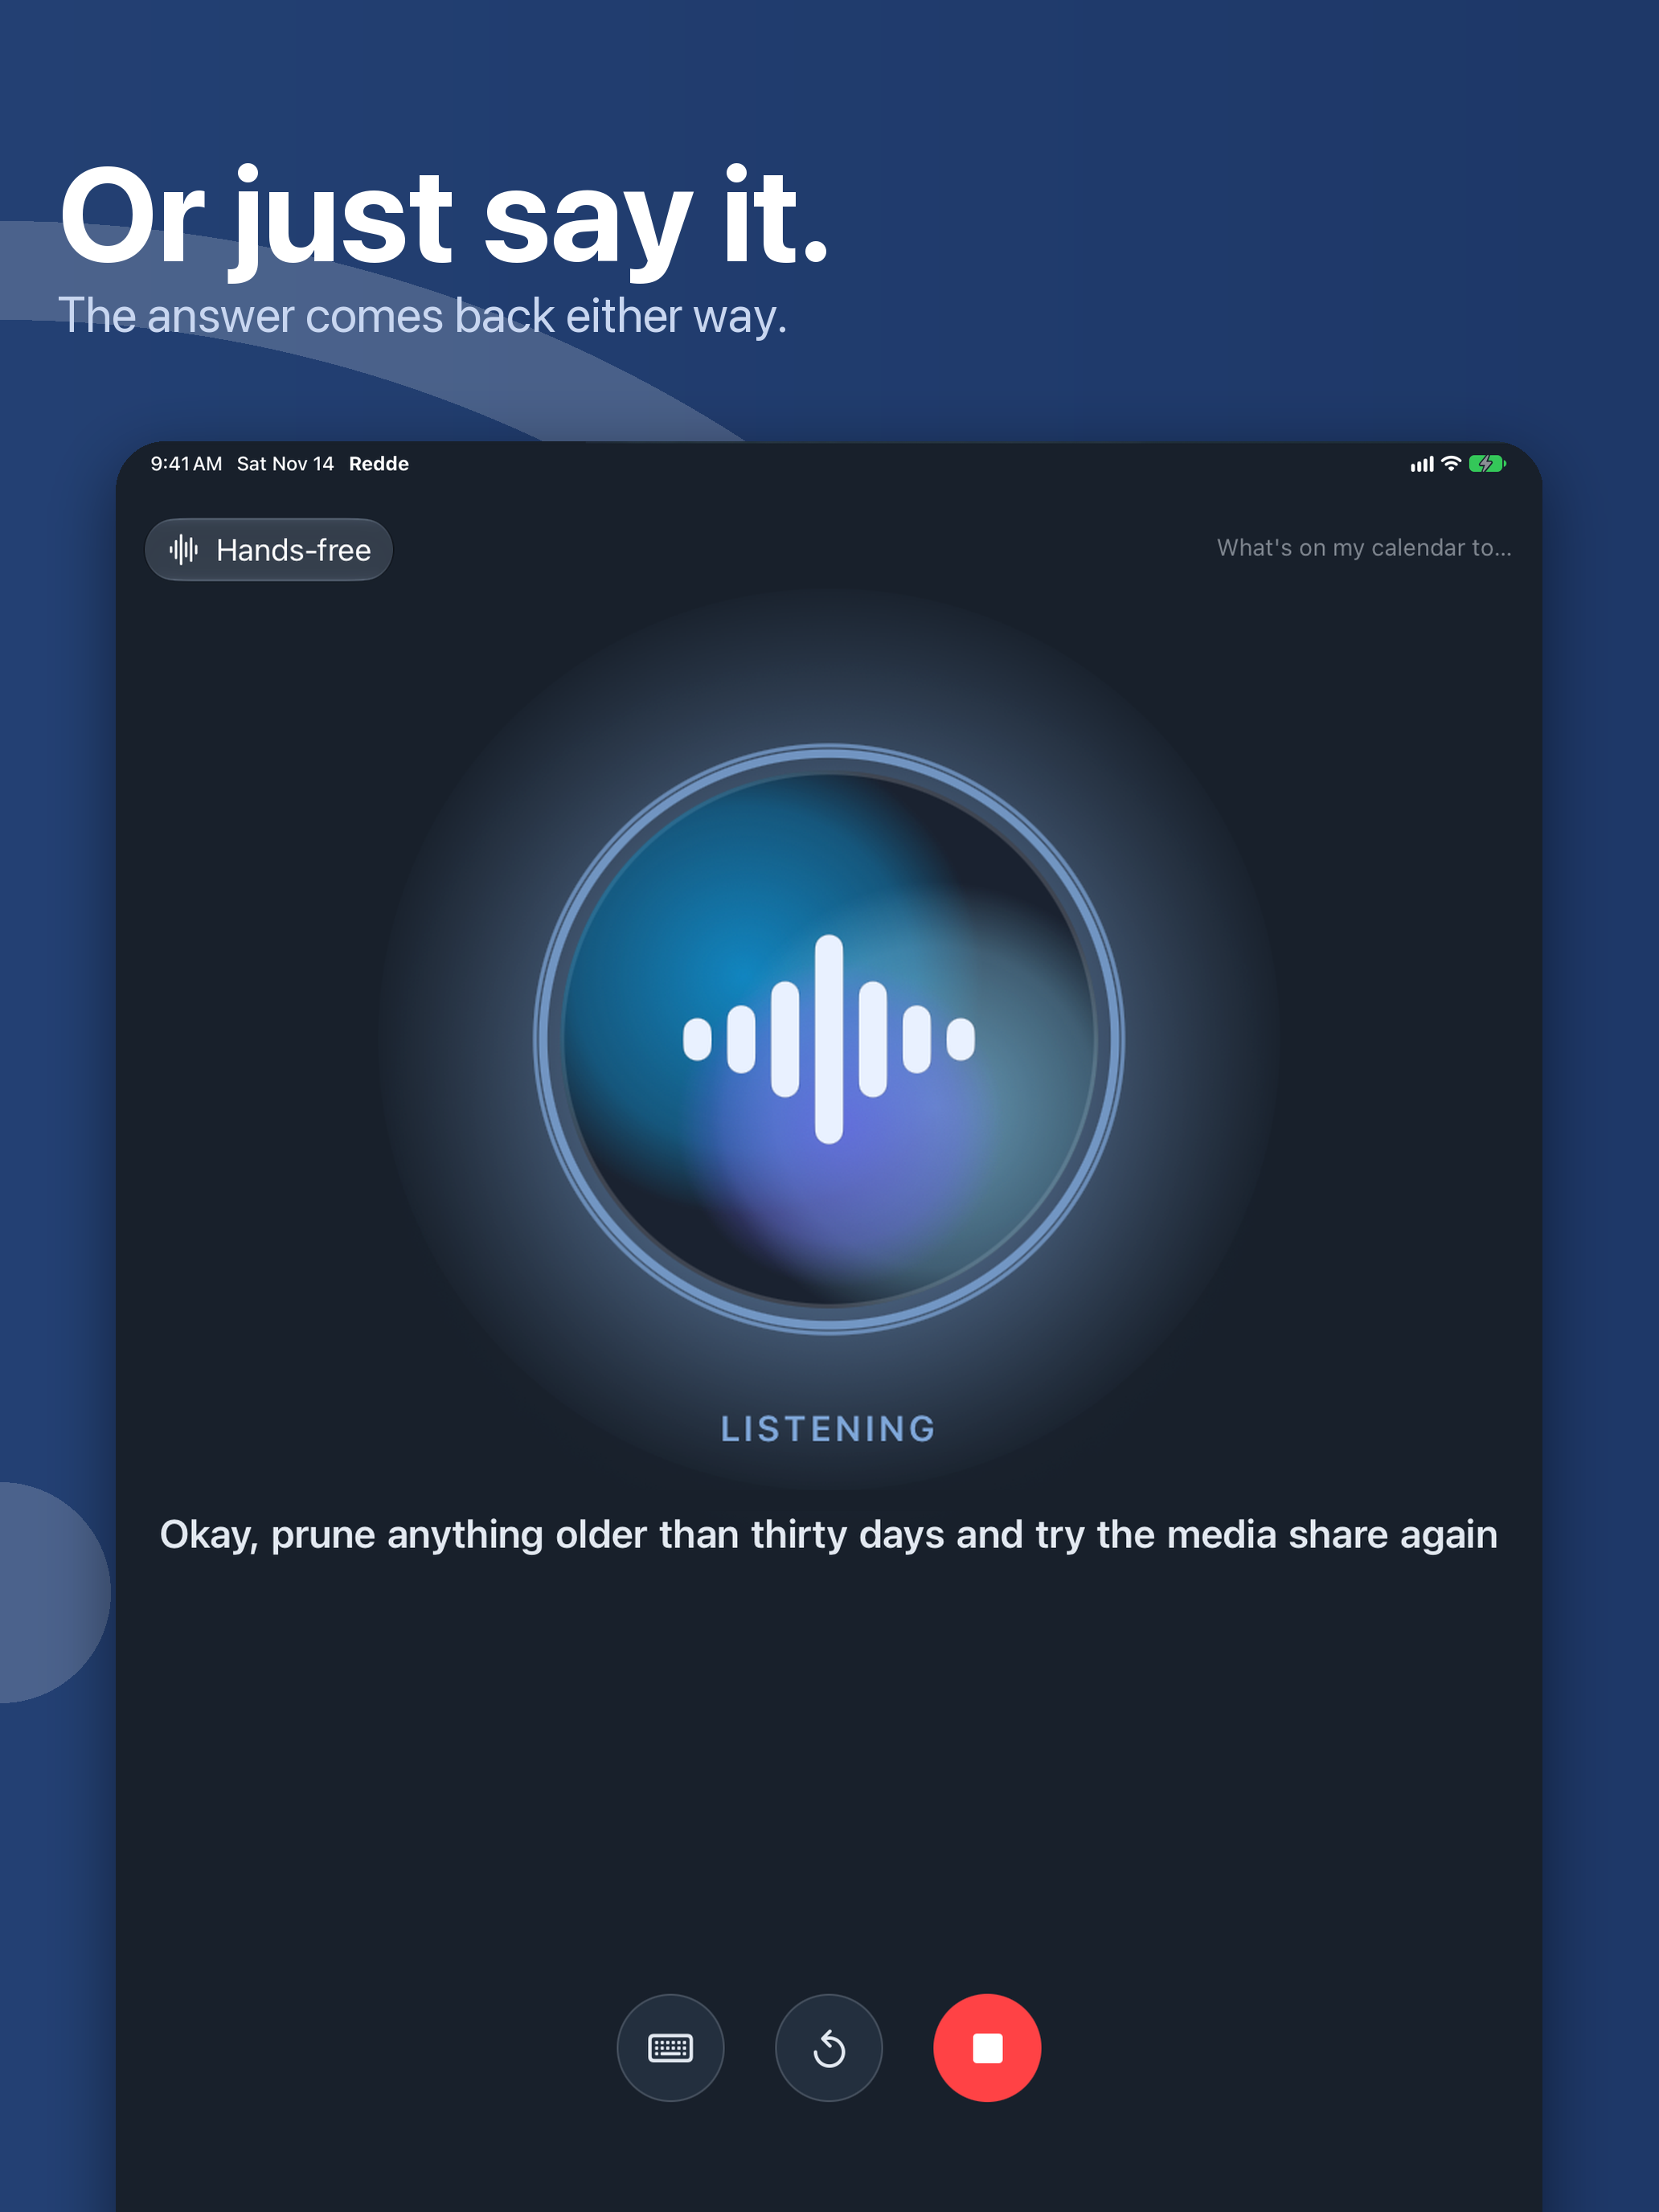 Or just say it.
The answer comes back either way.
9:41 AM Sat Nov 14 Redde
Hands-free
What's on my calendar to...
LISTENING
Okay, prune anything older than thirty days and try the media share again